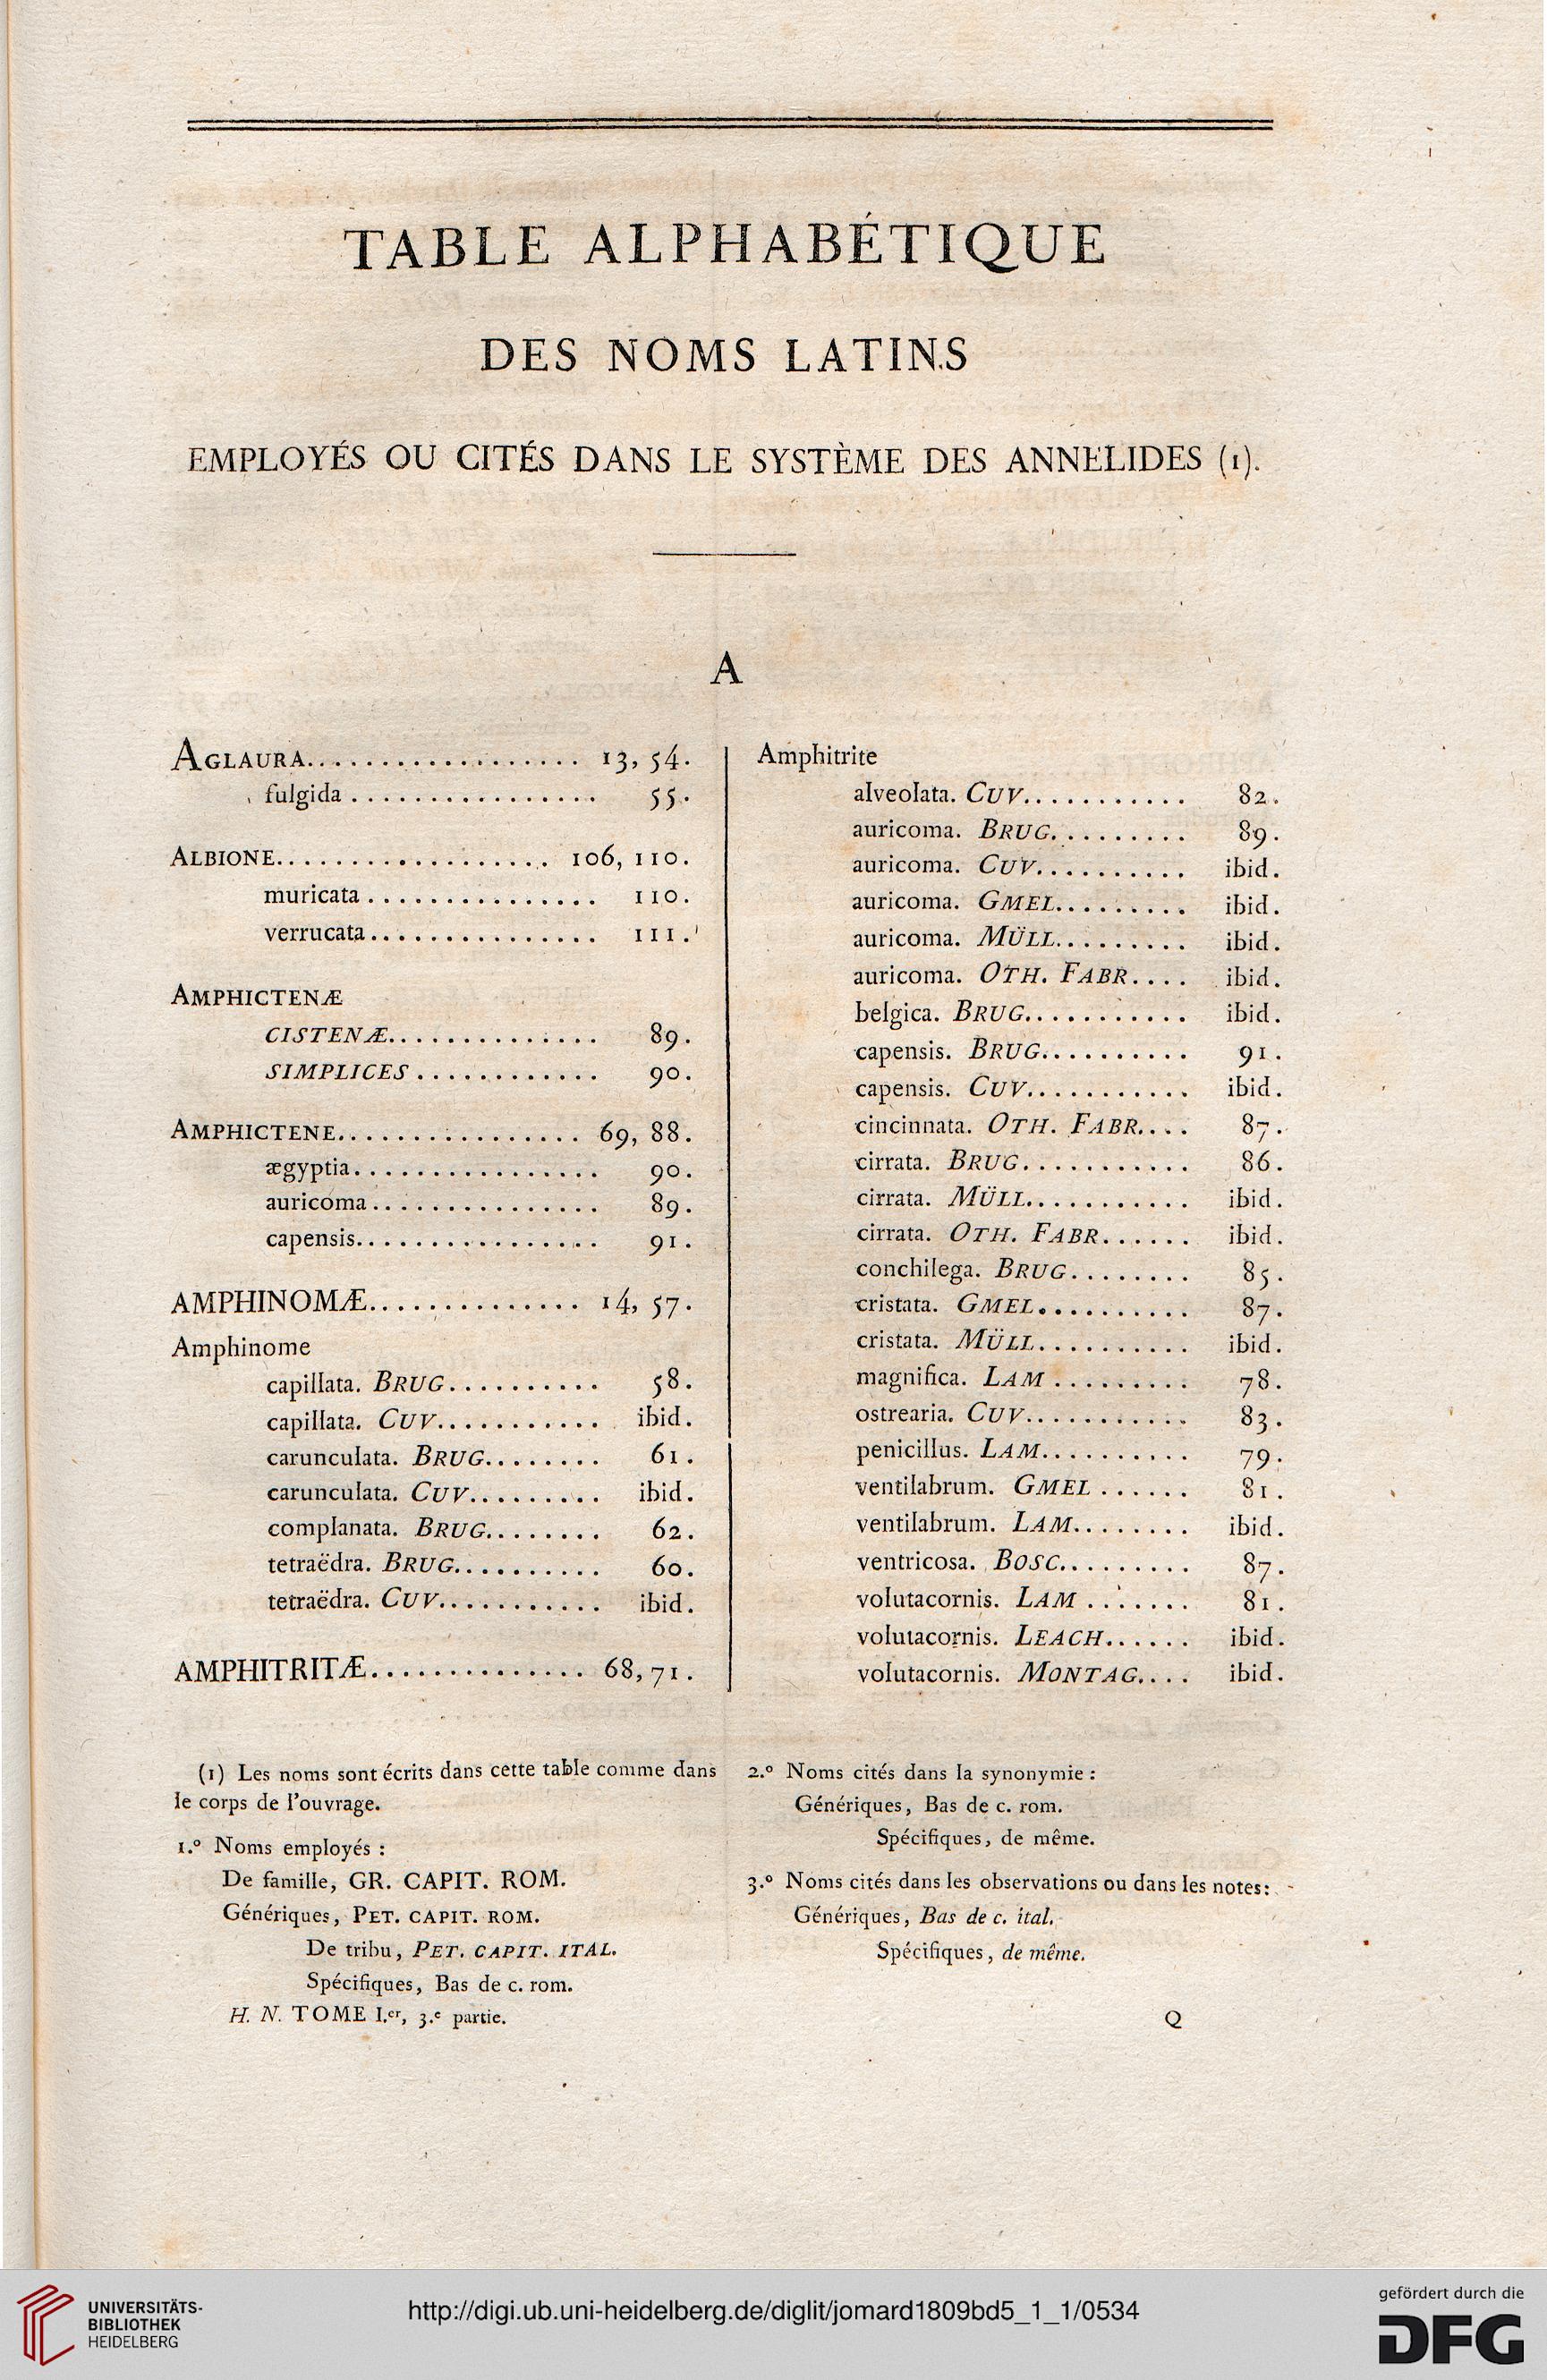 TABLE ALPHABÉTIQUE
DES NOMS LATINS
EMPLOYÉS OU CITÉS DANS LE SYSTÈME DES ANNELIDES (1).
A
AGLAURA.................. 13, 54.
fulgida................ 55.
ALBIONE.................. 106, 110.
muricata................ 110.
verrucata................ 111.
AMPHICTENÆ
CISTENÆ.............. 89.
SIMPLICES............ 90.
AMPHICTENE................ 69, 88.
ægyptia................ 90.
auricoma............... 89.
capensis................ 91.
AMPHINOMÆ.............. 14, 57.
Amphinome
capillata. BRUG.......... 58.
capillata. CUV........... ibid.
carunculata. BRUG........ 61.
carunculata. CUV......... ibid.
complanata. BRUG........ 62.
tetraëdra. BRUG.......... 60.
tetraëdra. CUV........... ibid.
AMPHITRITÆ.............. 68, 71.
Amphitrite
alveolata. CUV........... 82.
auricoma. BRUG......... 89.
auricoma. CUV.......... ibid.
auricoma. GMEL......... ibid.
auricoma. MÜLL......... ibid.
auricoma. OTH. FABR.... ibid.
belgica. BRUG........... ibid.
capensis. BRUG.......... 91.
capensis. CUV........... ibid.
cincinnata. OTH. FABR.... 87.
cirrata. BRUG........... 86.
cirrata. MÜLL........... ibid.
cirrata. OTH. FABR...... ibid.
conchilega. BRUG........ 85.
cristata. GMEL.......... 87.
cristata. MÜLL.......... ibid.
magnifica. LAM......... 78.
ostrearia. CUV........... 83.
penicillus. LAM.......... 79.
ventilabrum. GMEL...... 81.
ventilabrum. LAM........ ibid.
ventricosa. BOSC......... 87.
volutacornis. LAM....... 81.
volutacornis. LEACH...... ibid.
volutacornis. MONTAG.... ibid.
(1) Les noms sont écrits dans cette table comme dans
le corps de l'ouvrage.
1.º Noms employés :
De famille, GR. CAPIT. ROM.
Génériques, PET. CAPIT. ROM.
De tribu, PET. CAPIT. ITAL.
Spécifiques, Bas de c. rom.
H. N. TOME I.er, 3.e partie.
2.º Noms cités dans la synonymie :
Génériques, Bas de c. rom.
Spécifiques, de même.
3.º Noms cités dans les observations ou dans les notes :
Génériques, Bas de c. ital.
Spécifiques, de même.
Q
UNIVERSITÄTS-
BIBLIOTHEK
HEIDELBERG
http://digi.ub.uni-heidelberg.de/diglit/jomard1809bd5_1_1/0534
gefördert durch die
DFG